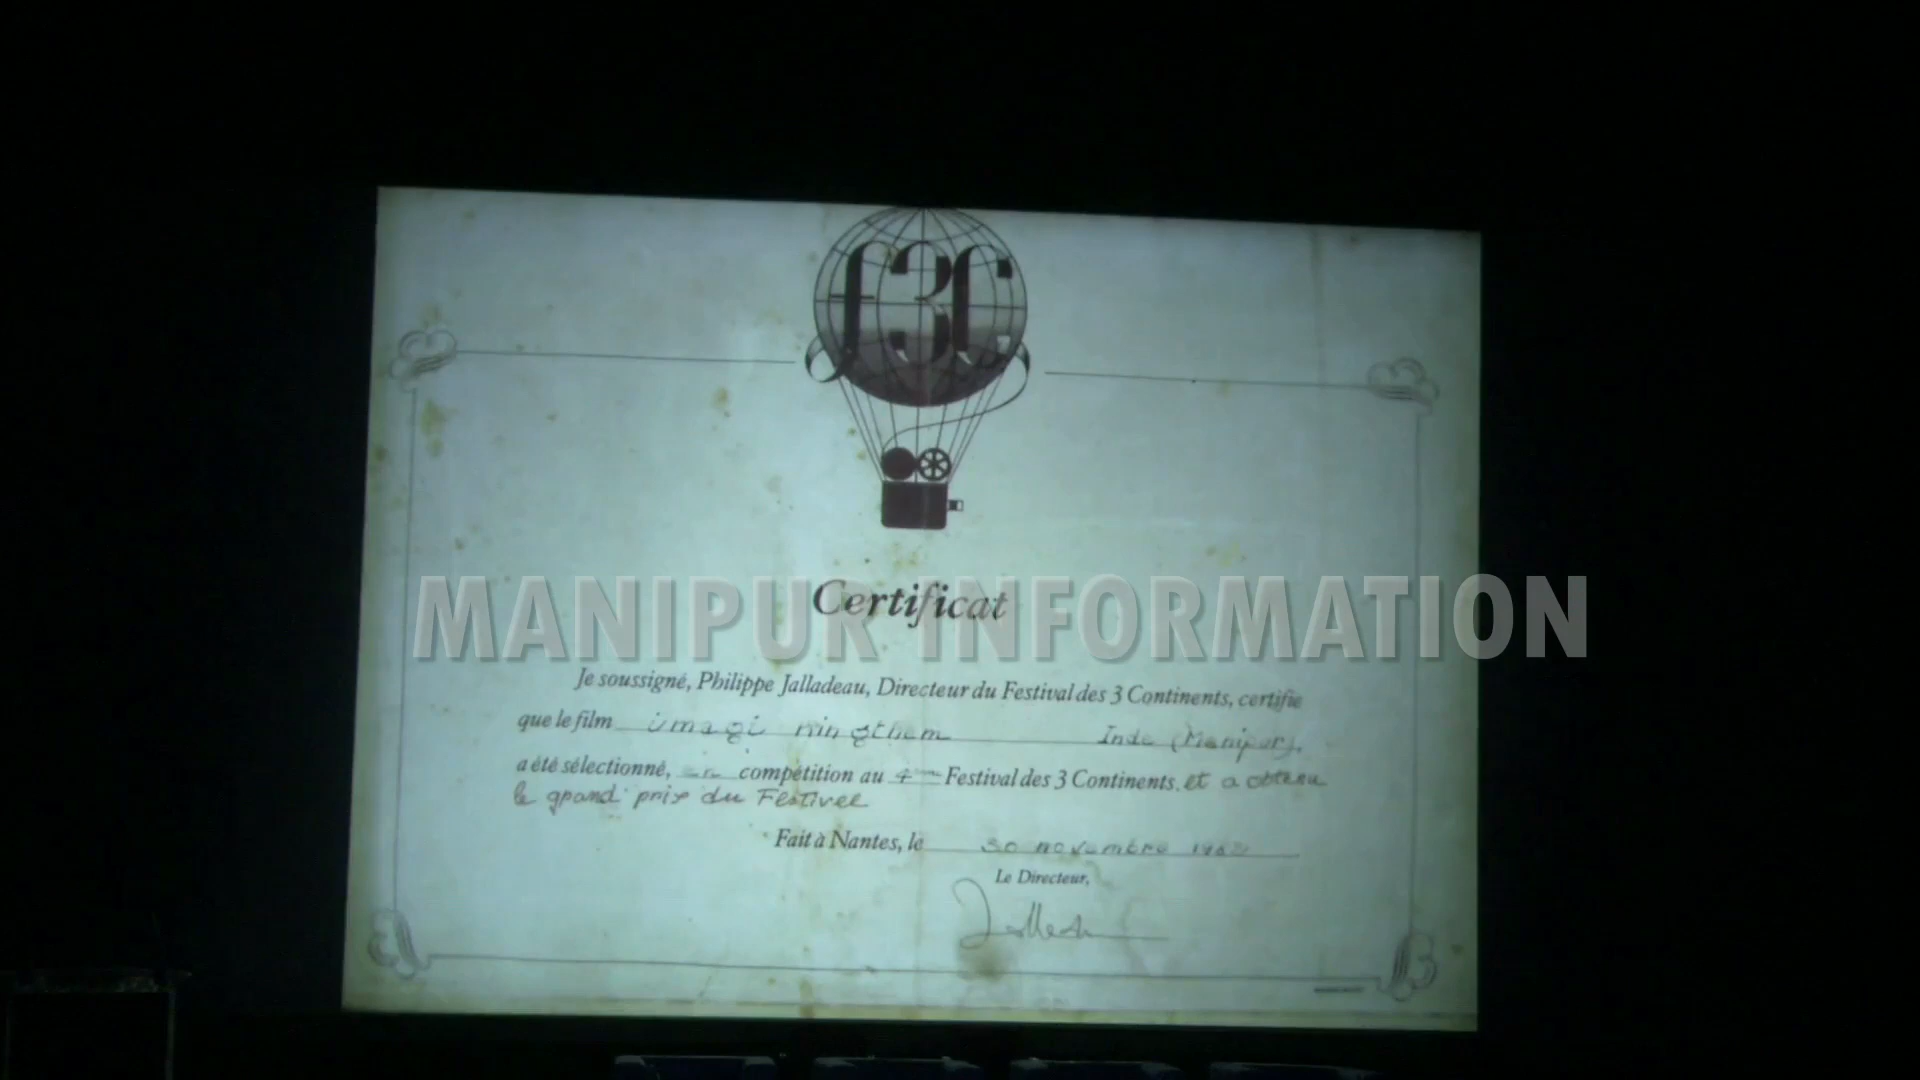 f3c
Certificat
MANIPUR INFORMATION
Je soussigné, Philippe Jalladeau, Directeur du Festival des 3 Continents, certifie
que le film imagi ningthem Inde (Manipur),
a été sélectionné, en compétition au 4ème Festival des 3 Continents. et a obtenu
le grand prix du Festival
Fait à Nantes, le 30 novembre
Le Directeur,